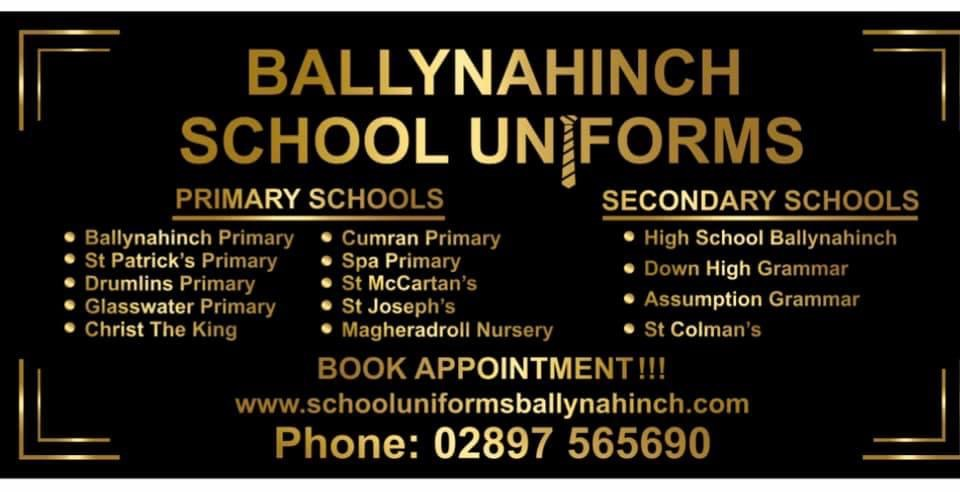 BALLYNAHINCH
SCHOOL UNIFORMS
PRIMARY SCHOOLS
Ballynahinch Primary
St Patrick's Primary
Drumlins Primary
Glasswater Primary
Christ The King
Cumran Primary
Spa Primary
St McCartan's
St Joseph's
Magheradroll Nursery
SECONDARY SCHOOLS
High School Ballynahinch
Down High Grammar
Assumption Grammar
St Colman's
BOOK APPOINTMENT!!!
www.schooluniformsballynahinch.com
Phone: 02897 565690